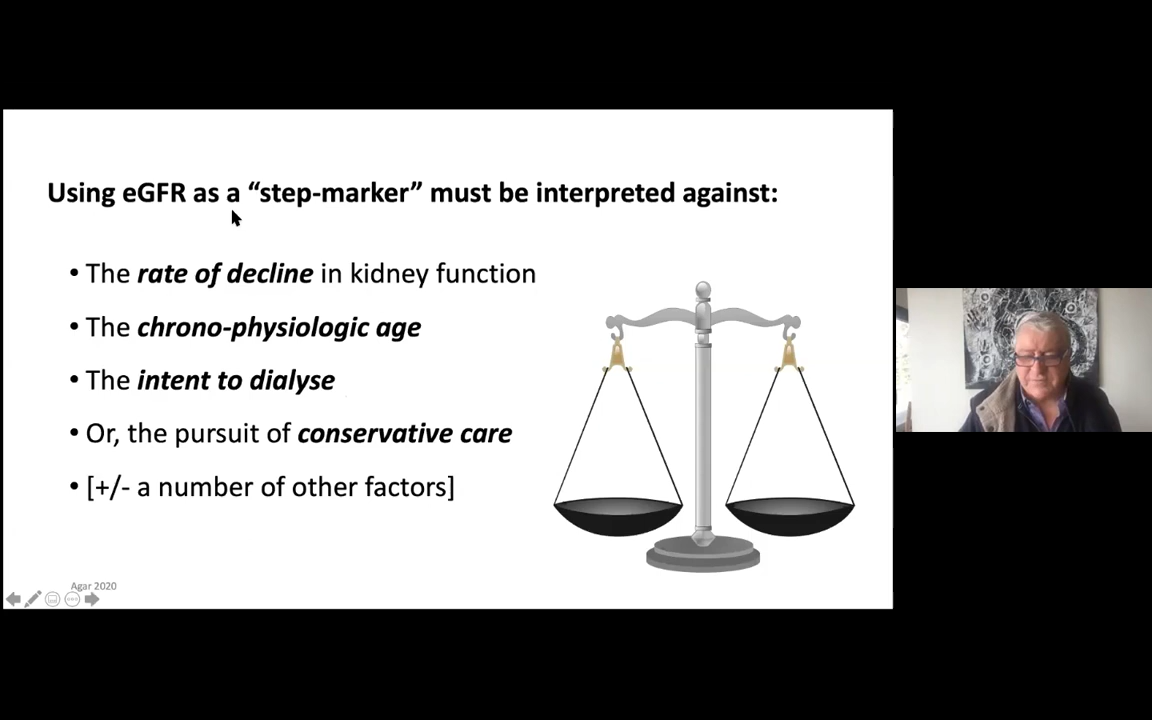 Using eGFR as a “step-marker” must be interpreted against:
• The rate of decline in kidney function
• The chrono-physiologic age
• The intent to dialyse
• Or, the pursuit of conservative care
• [+/- a number of other factors]
Agar 2020